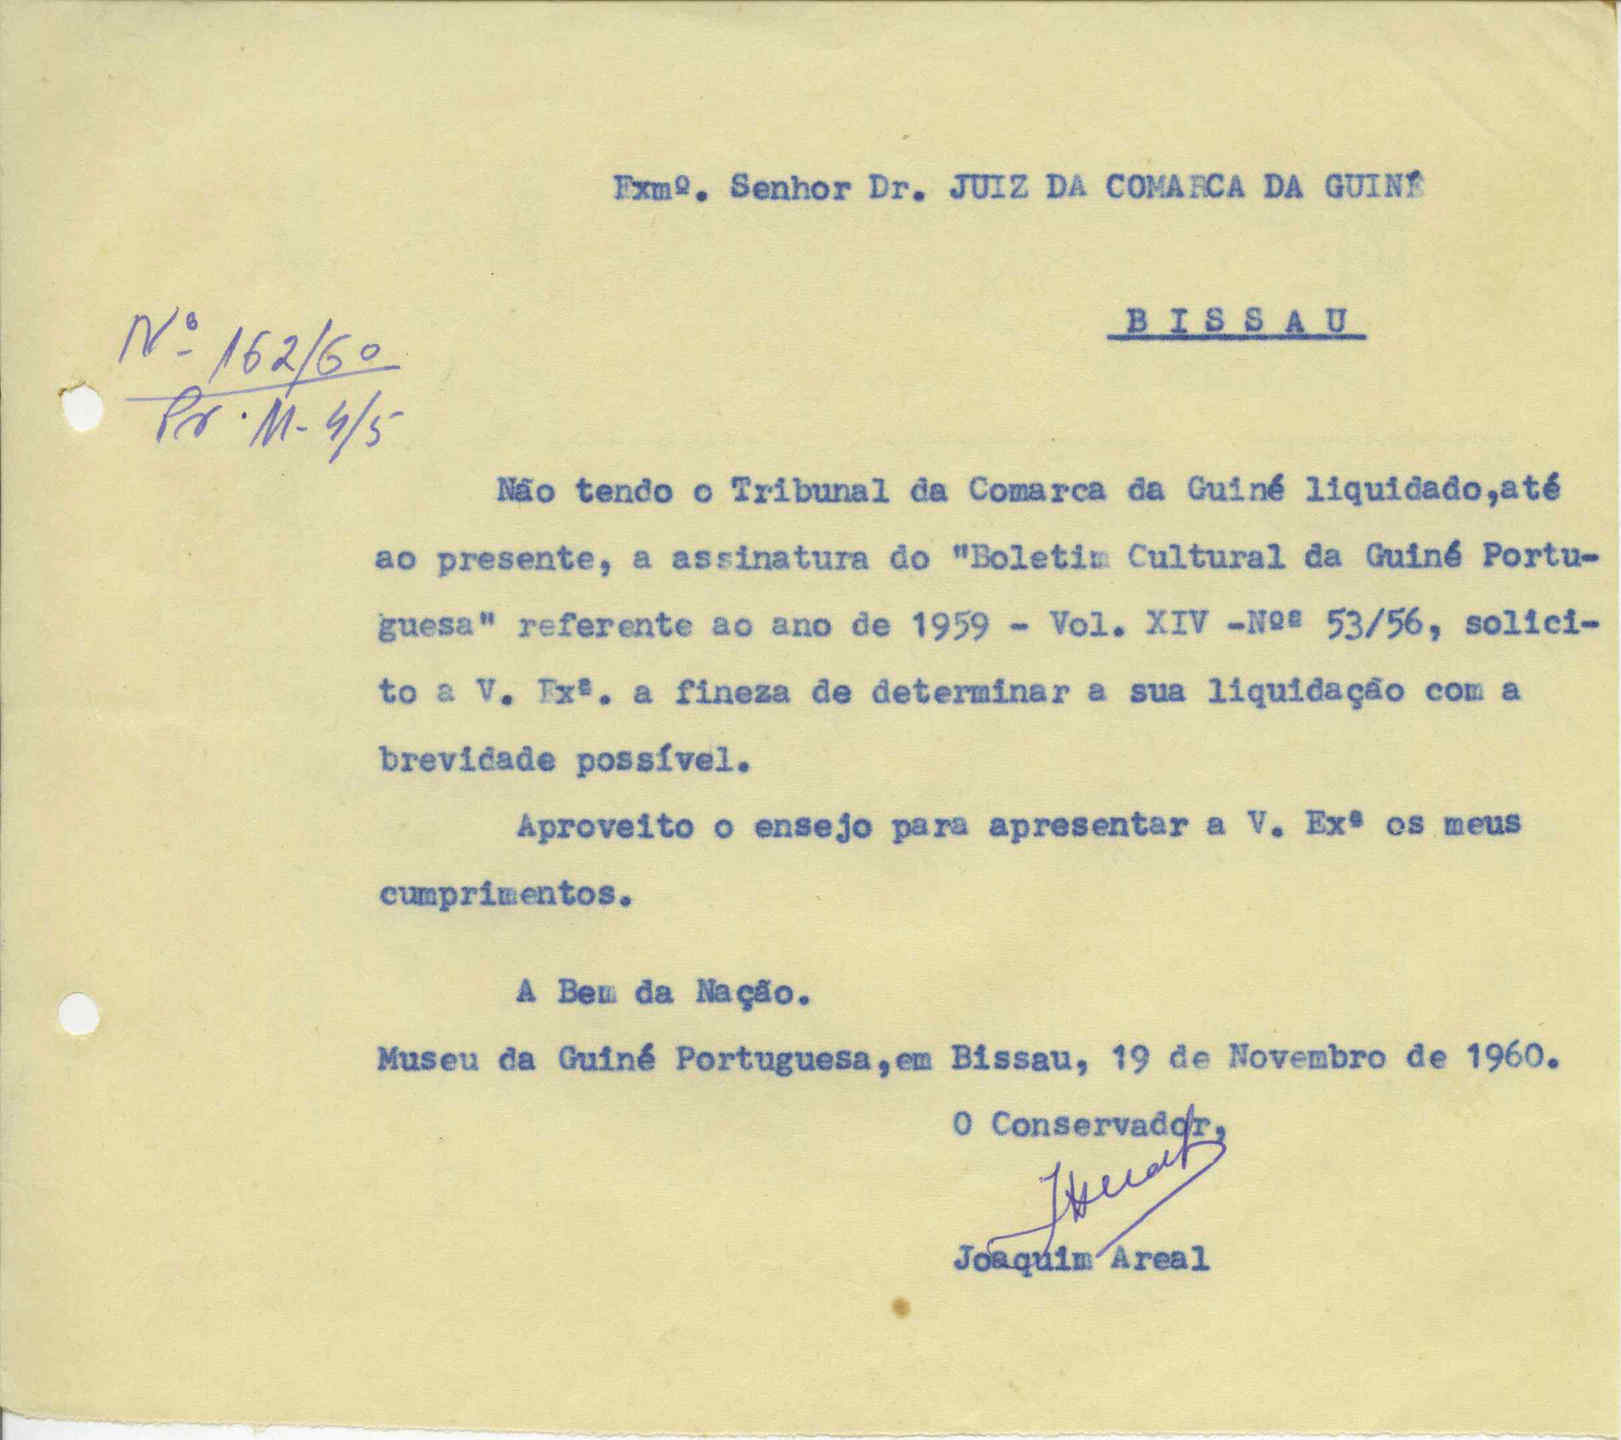 Exmº. Senhor Dr. JUIZ DA COMARCA DA GUINÉ
BISSAU
Nº 162/60
Pr. M-4/5
Não tendo o Tribunal da Comarca da Guiné liquidado,até
ao presente, a assinatura do "Boletim Cultural da Guiné Portu-
guesa" referente ao ano de 1959 - Vol. XIV -Nºs 53/56, solici-
to a V. Exª. a fineza de determinar a sua liquidação com a
brevidade possível.
Aproveito o ensejo para apresentar a V. Exª os meus
cumprimentos.
A Bem da Nação.
Museu da Guiné Portuguesa,em Bissau, 19 de Novembro de 1960.
O Conservador,
Joaquim Areal